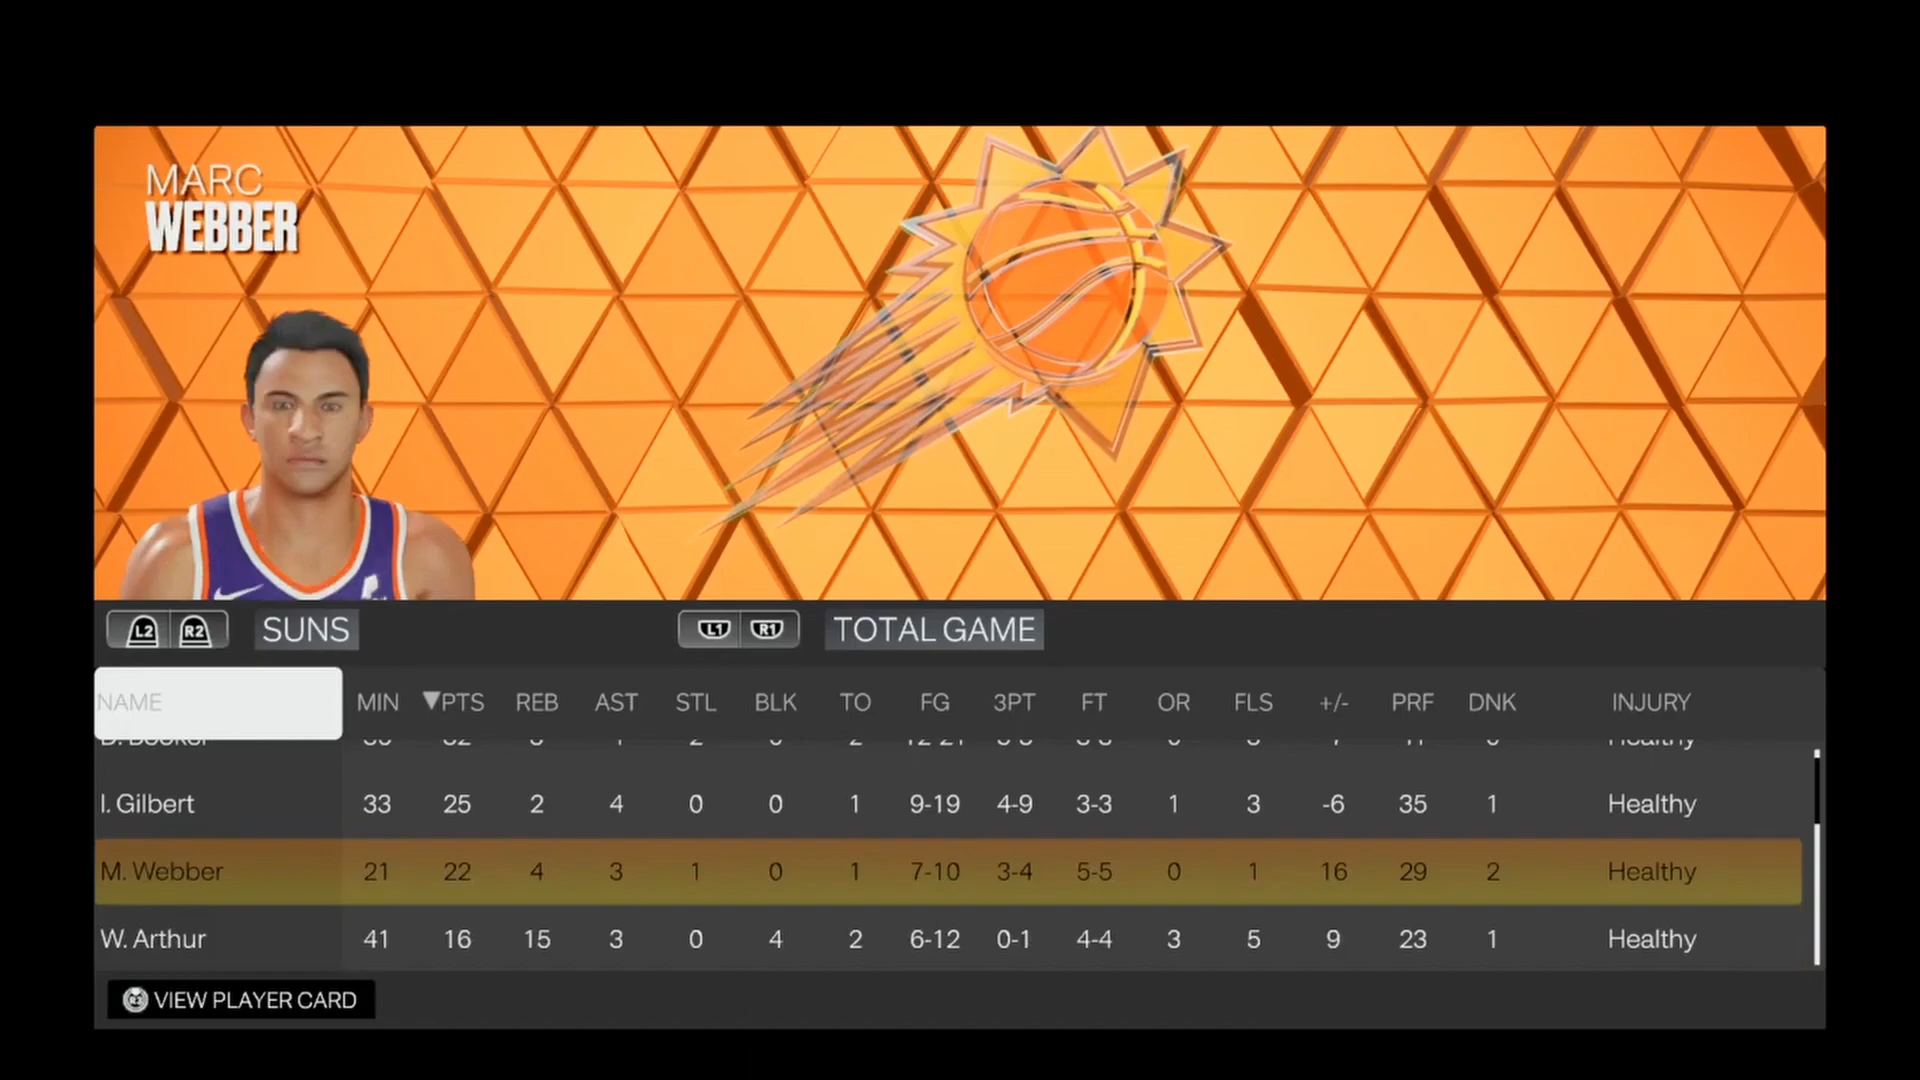 MARC
WEBBER
L2 R2 SUNS L1 R1 TOTAL GAME
NAME MIN ▼PTS REB AST STL BLK TO FG 3PT FT OR FLS +/- PRF DNK INJURY
I. Gilbert 33 25 2 4 0 0 1 9-19 4-9 3-3 1 3 -6 35 1 Healthy
M. Webber 21 22 4 3 1 0 1 7-10 3-4 5-5 0 1 16 29 2 Healthy
W. Arthur 41 16 15 3 0 4 2 6-12 0-1 4-4 3 5 9 23 1 Healthy
VIEW PLAYER CARD